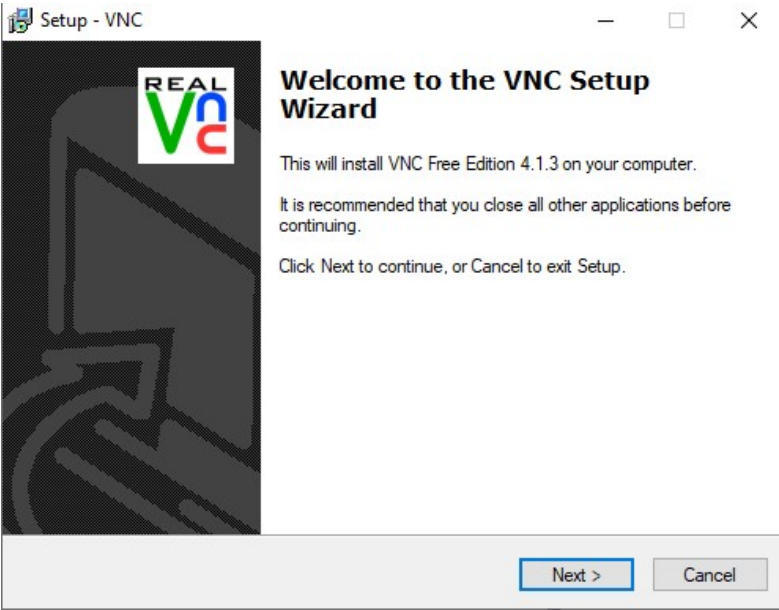 Setup - VNC
REAL
VNC
Welcome to the VNC Setup
Wizard
This will install VNC Free Edition 4.1.3 on your computer.
It is recommended that you close all other applications before
continuing.
Click Next to continue, or Cancel to exit Setup.
Next >
Cancel